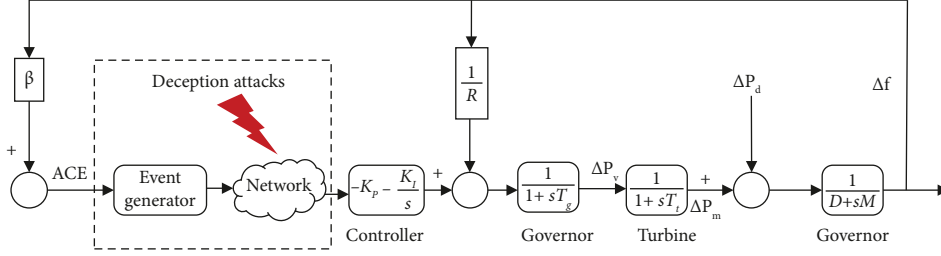 Deception attacks
β
1
R
ΔP_d
Δf
+
ACE
Event
generator
Network
-K_P - K_I
s
+
1
1+ sT_g
ΔP_v
1
1+ sT_t
+
ΔP_m
1
D+sM
Controller
Governor
Turbine
Governor